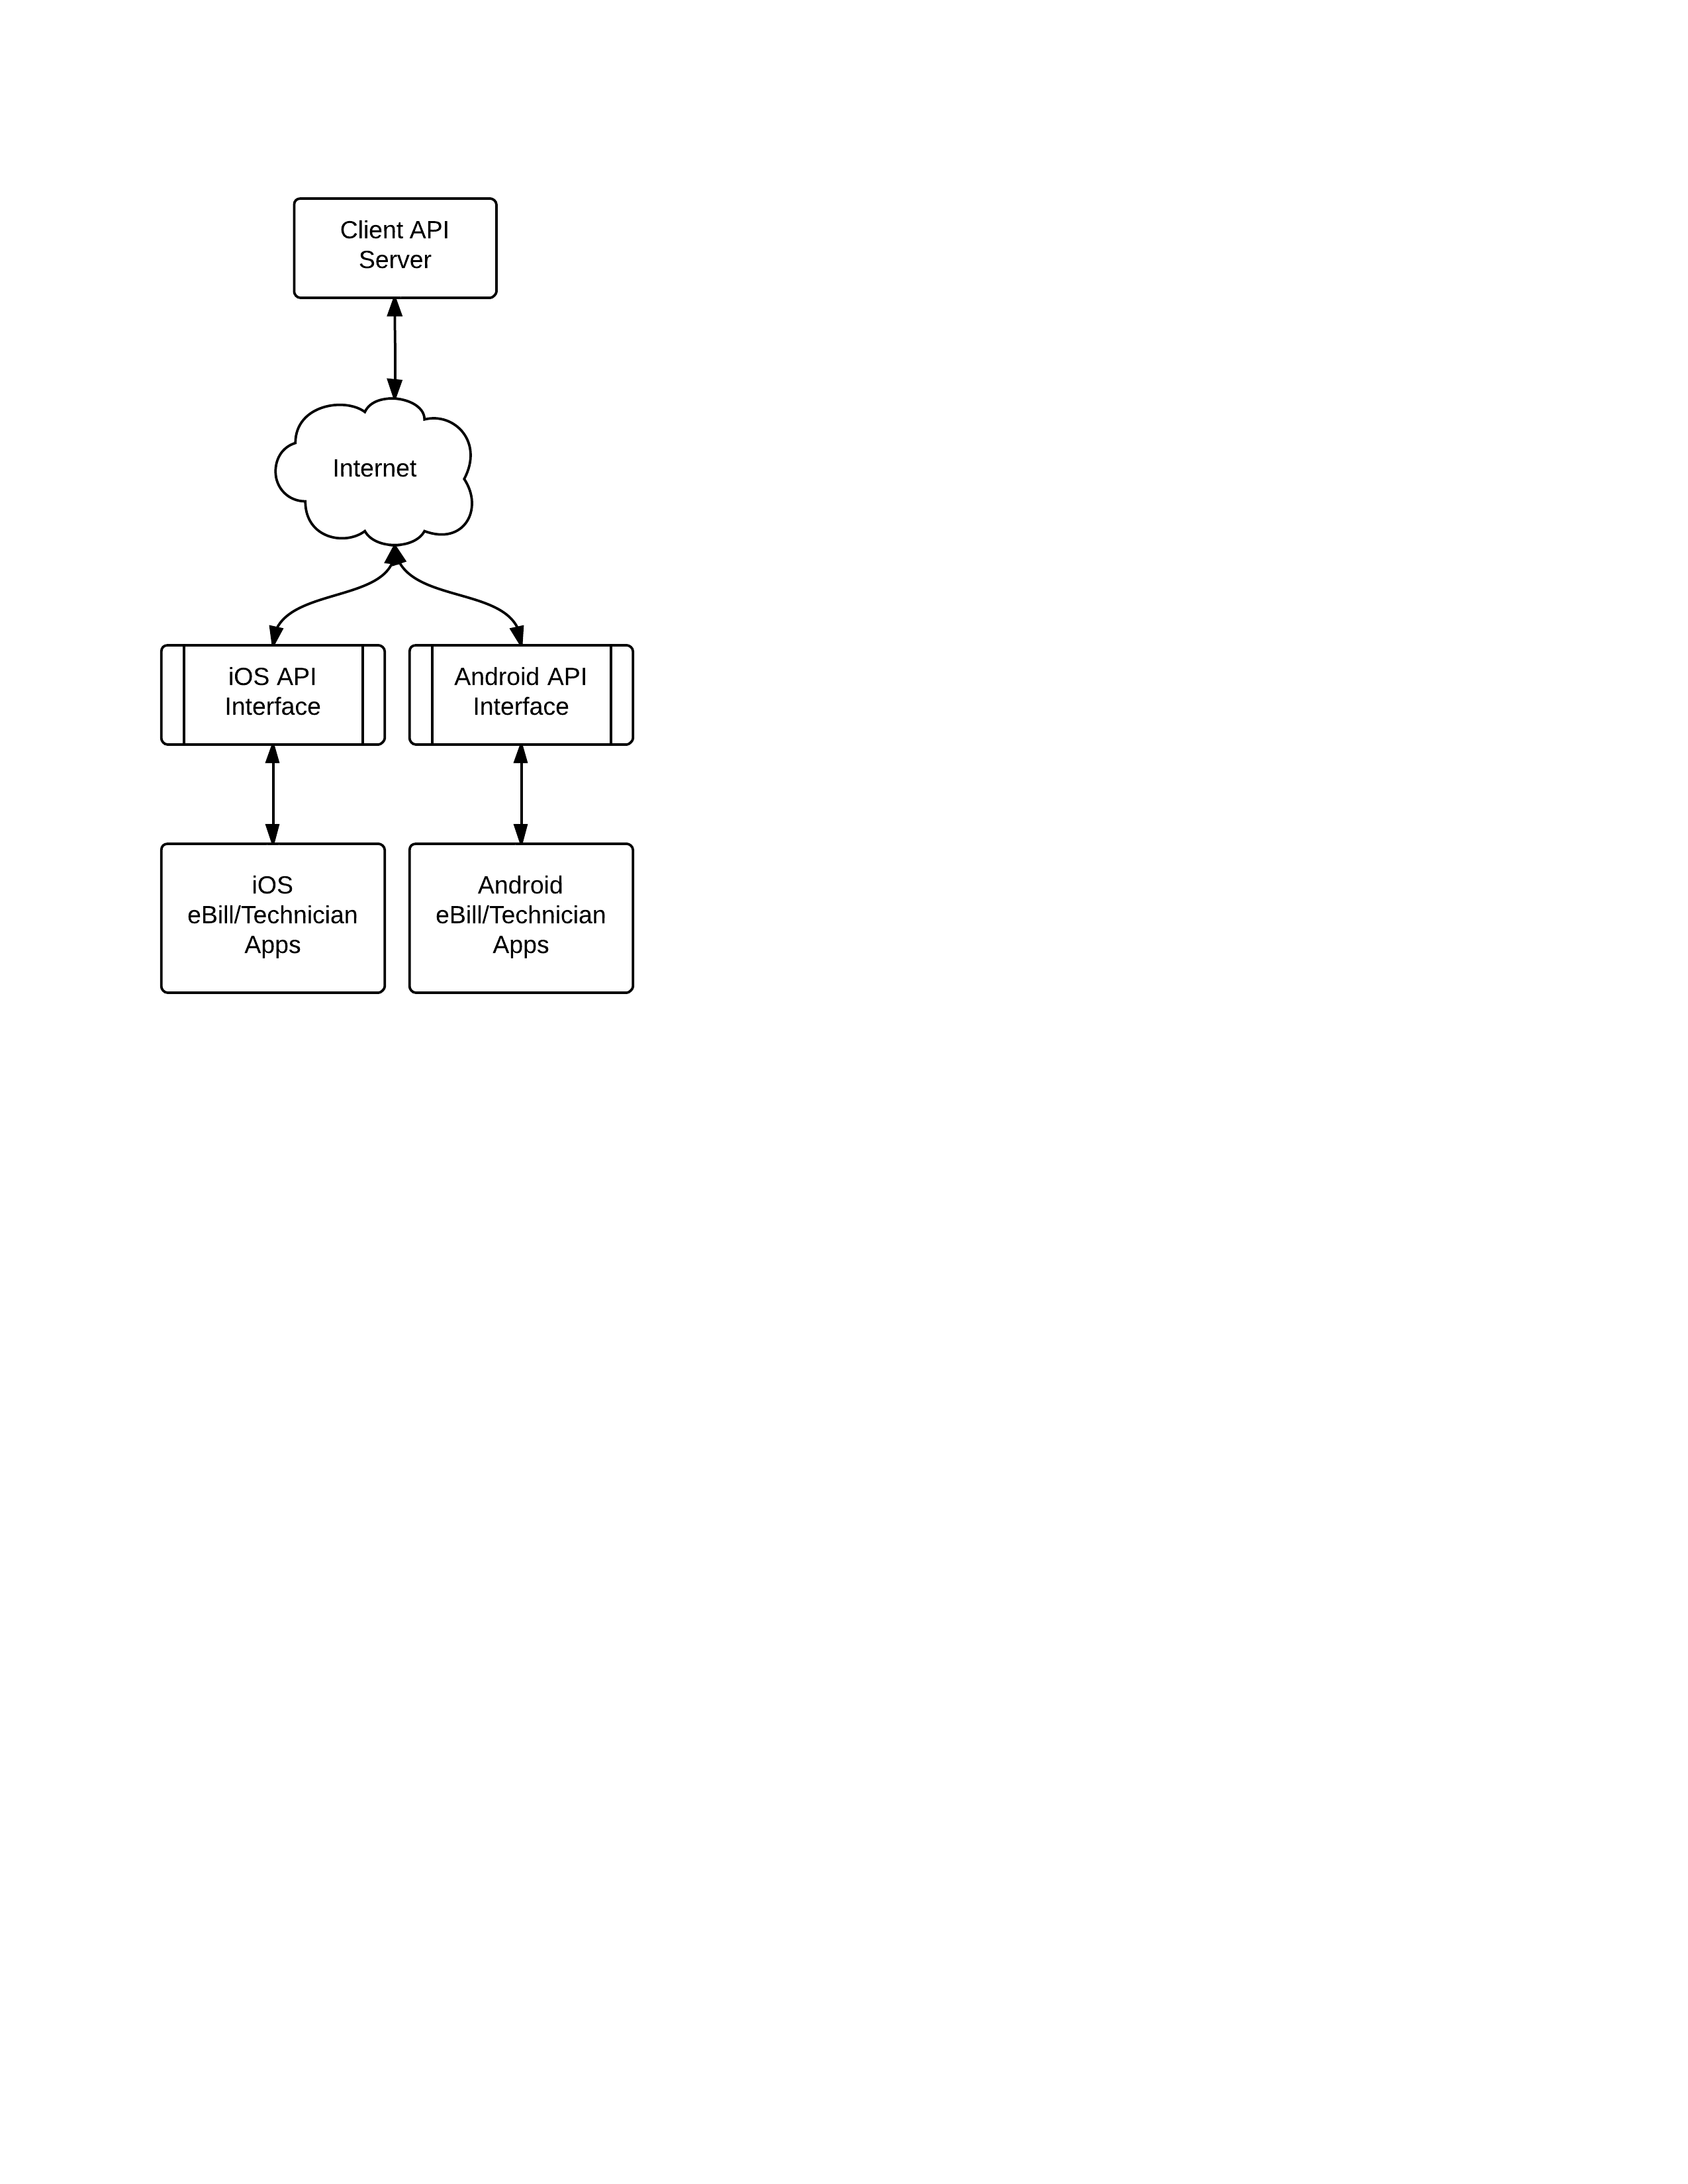 Client API
Server
Internet
iOS API
Interface
Android API
Interface
iOS
eBill/Technician
Apps
Android
eBill/Technician
Apps